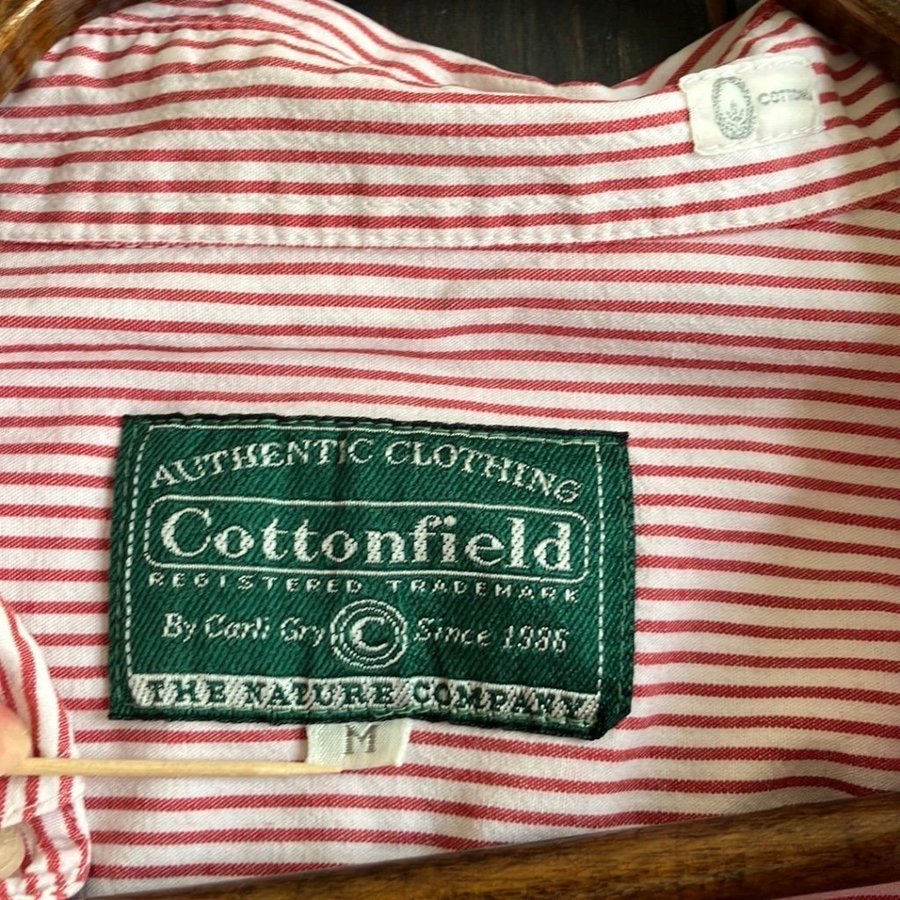 AUTHENTIC CLOTHING
Cottonfield
REGISTERED TRADEMARK
By Carli Gry © Since 1986
THE NATURE COMPANY
M